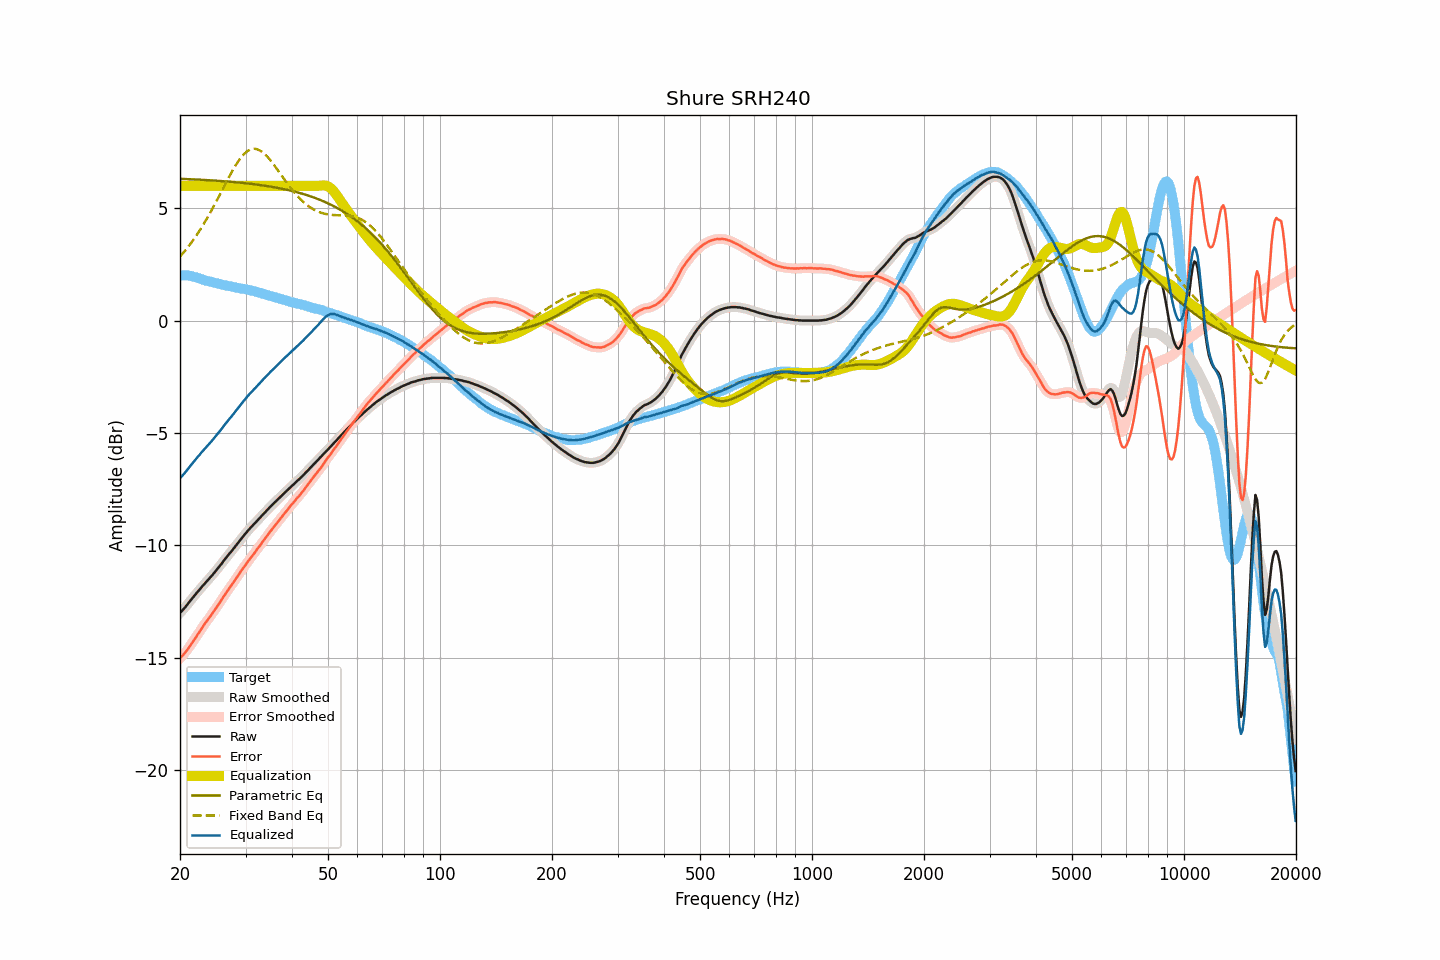 Shure SRH240
Amplitude (dBr)
5
0
−5
−10
−15
−20
Target
Raw Smoothed
Error Smoothed
Raw
Error
Equalization
Parametric Eq
Fixed Band Eq
Equalized
20 50 100 200 500 1000 2000 5000 10000 20000
Frequency (Hz)